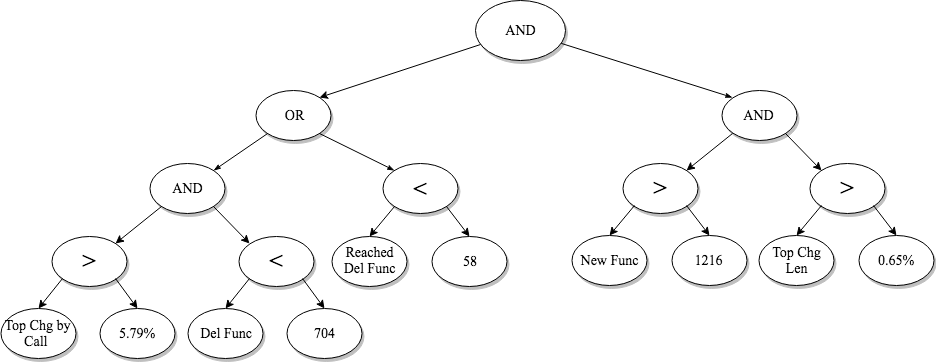 AND
OR
AND
AND
<
>
>
>
<
Reached
Del Func
58
New Func
1216
Top Chg
Len
0.65%
Top Chg by
Call
5.79%
Del Func
704